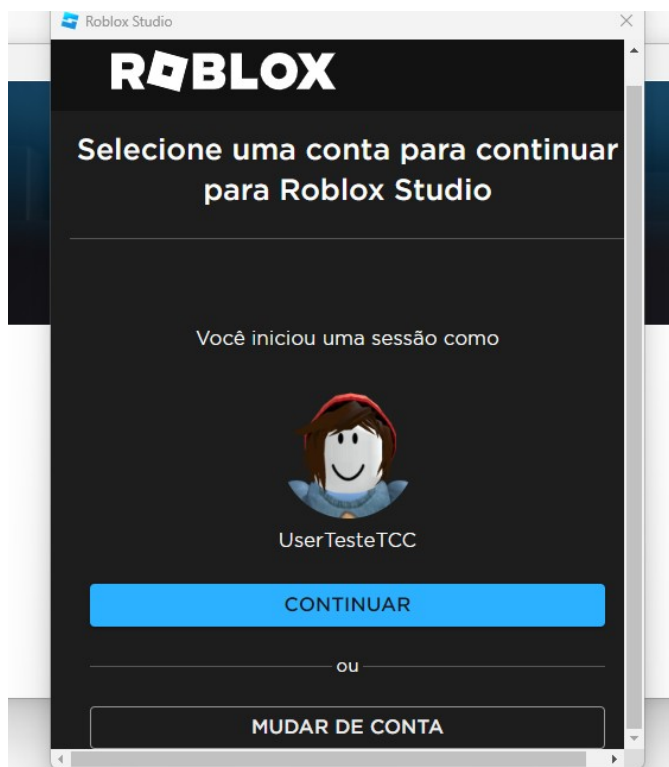 Roblox Studio
ROBLOX
Selecione uma conta para continuar
para Roblox Studio
Você iniciou uma sessão como
UserTesteTCC
CONTINUAR
ou
MUDAR DE CONTA